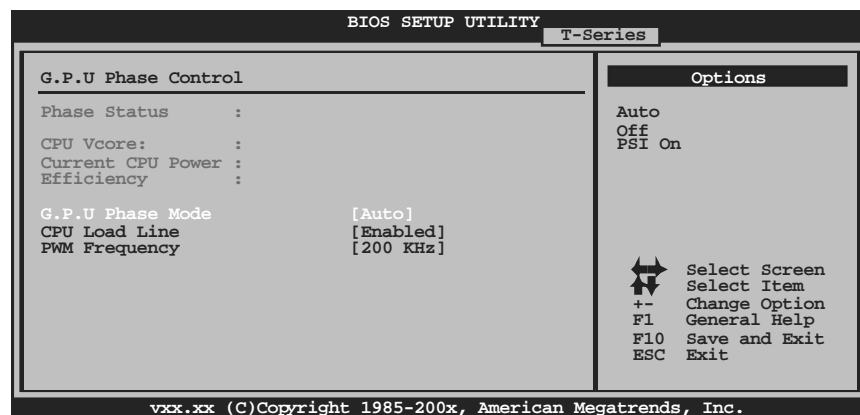 BIOS SETUP UTILITY
T-Series
G.P.U Phase Control
Phase Status :
CPU Vcore: :
Current CPU Power :
Efficiency :
G.P.U Phase Mode [Auto]
CPU Load Line [Enabled]
PWM Frequency [200 KHz]
Options
Auto
Off
PSI On
Select Screen
Select Item
+- Change Option
F1 General Help
F10 Save and Exit
ESC Exit
vxx.xx (C)Copyright 1985-200x, American Megatrends, Inc.